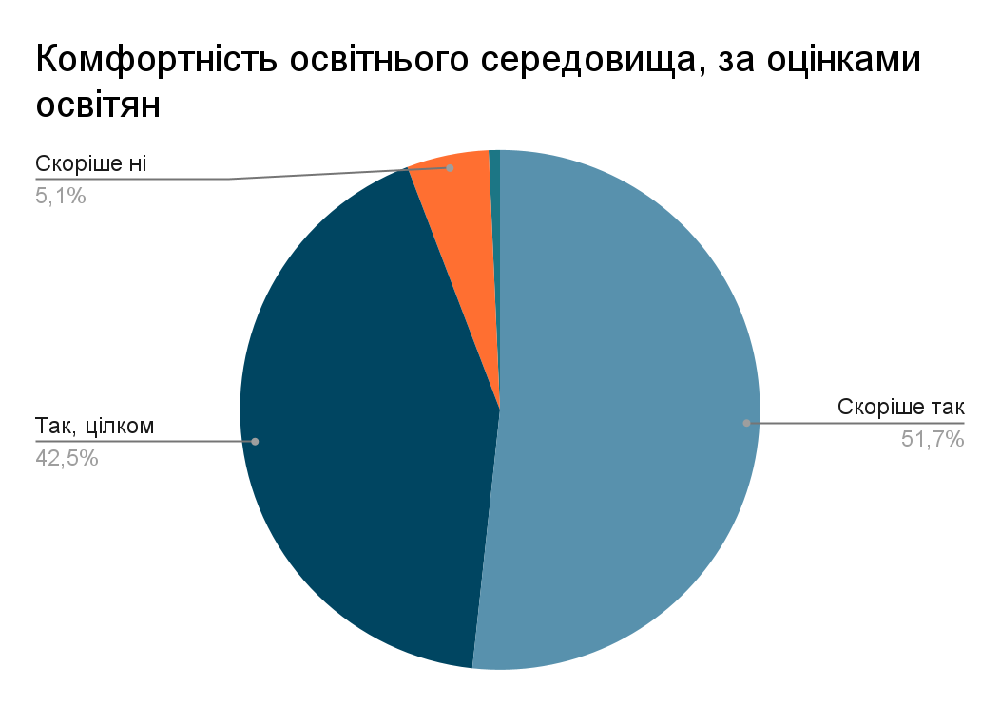 Комфортність освітнього середовища, за оцінками
освітян
Скоріше ні
5,1%
Скоріше так
51,7%
Так, цілком
42,5%